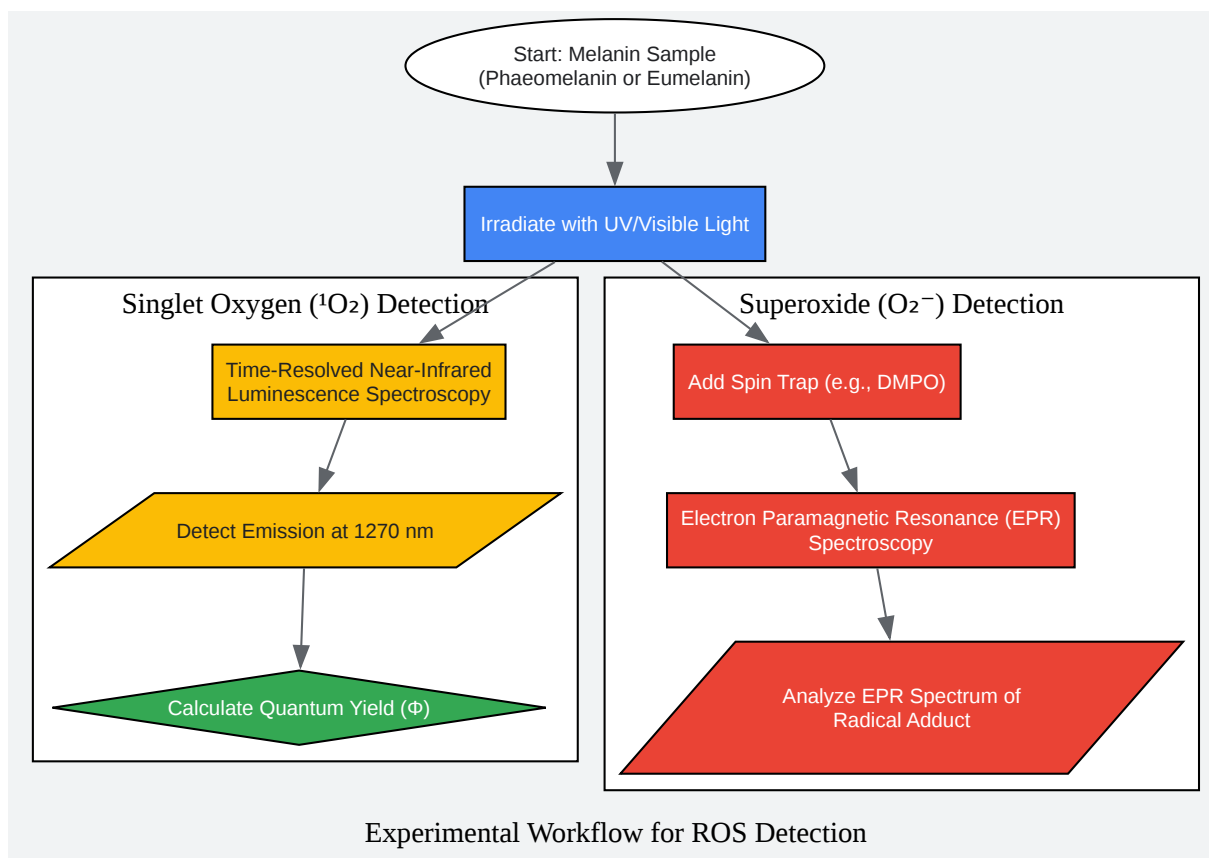 Start: Melanin Sample
(Phaeomelanin or Eumelanin)
Irradiate with UV/Visible Light
Singlet Oxygen (¹O₂) Detection
Time-Resolved Near-Infrared
Luminescence Spectroscopy
Detect Emission at 1270 nm
Calculate Quantum Yield (Φ)
Superoxide (O₂⁻) Detection
Add Spin Trap (e.g., DMPO)
Electron Paramagnetic Resonance (EPR)
Spectroscopy
Analyze EPR Spectrum of
Radical Adduct
Experimental Workflow for ROS Detection